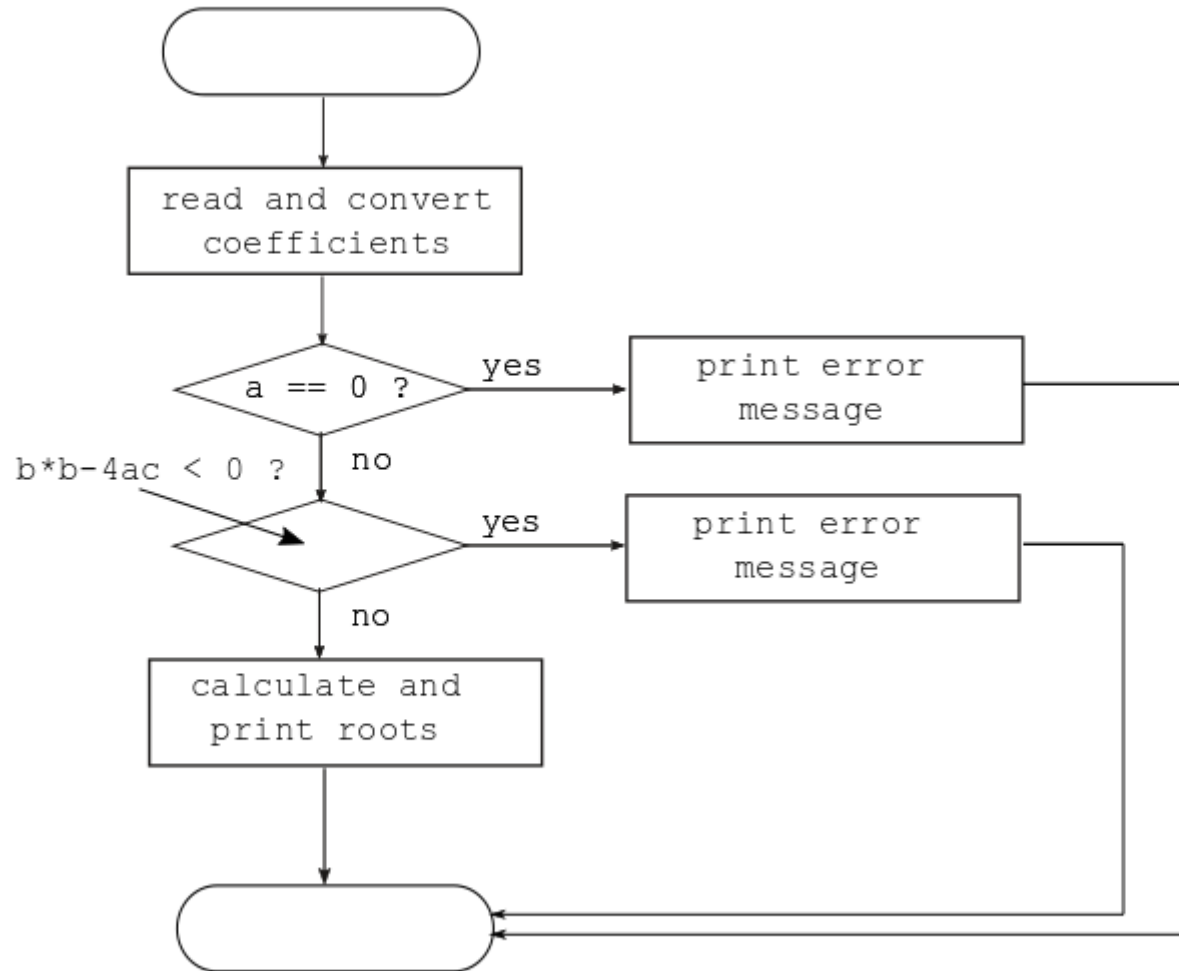 read and convert
coefficients
a == 0 ?
yes
print error
message
no
b*b-4ac < 0 ?
yes
print error
message
no
calculate and
print roots